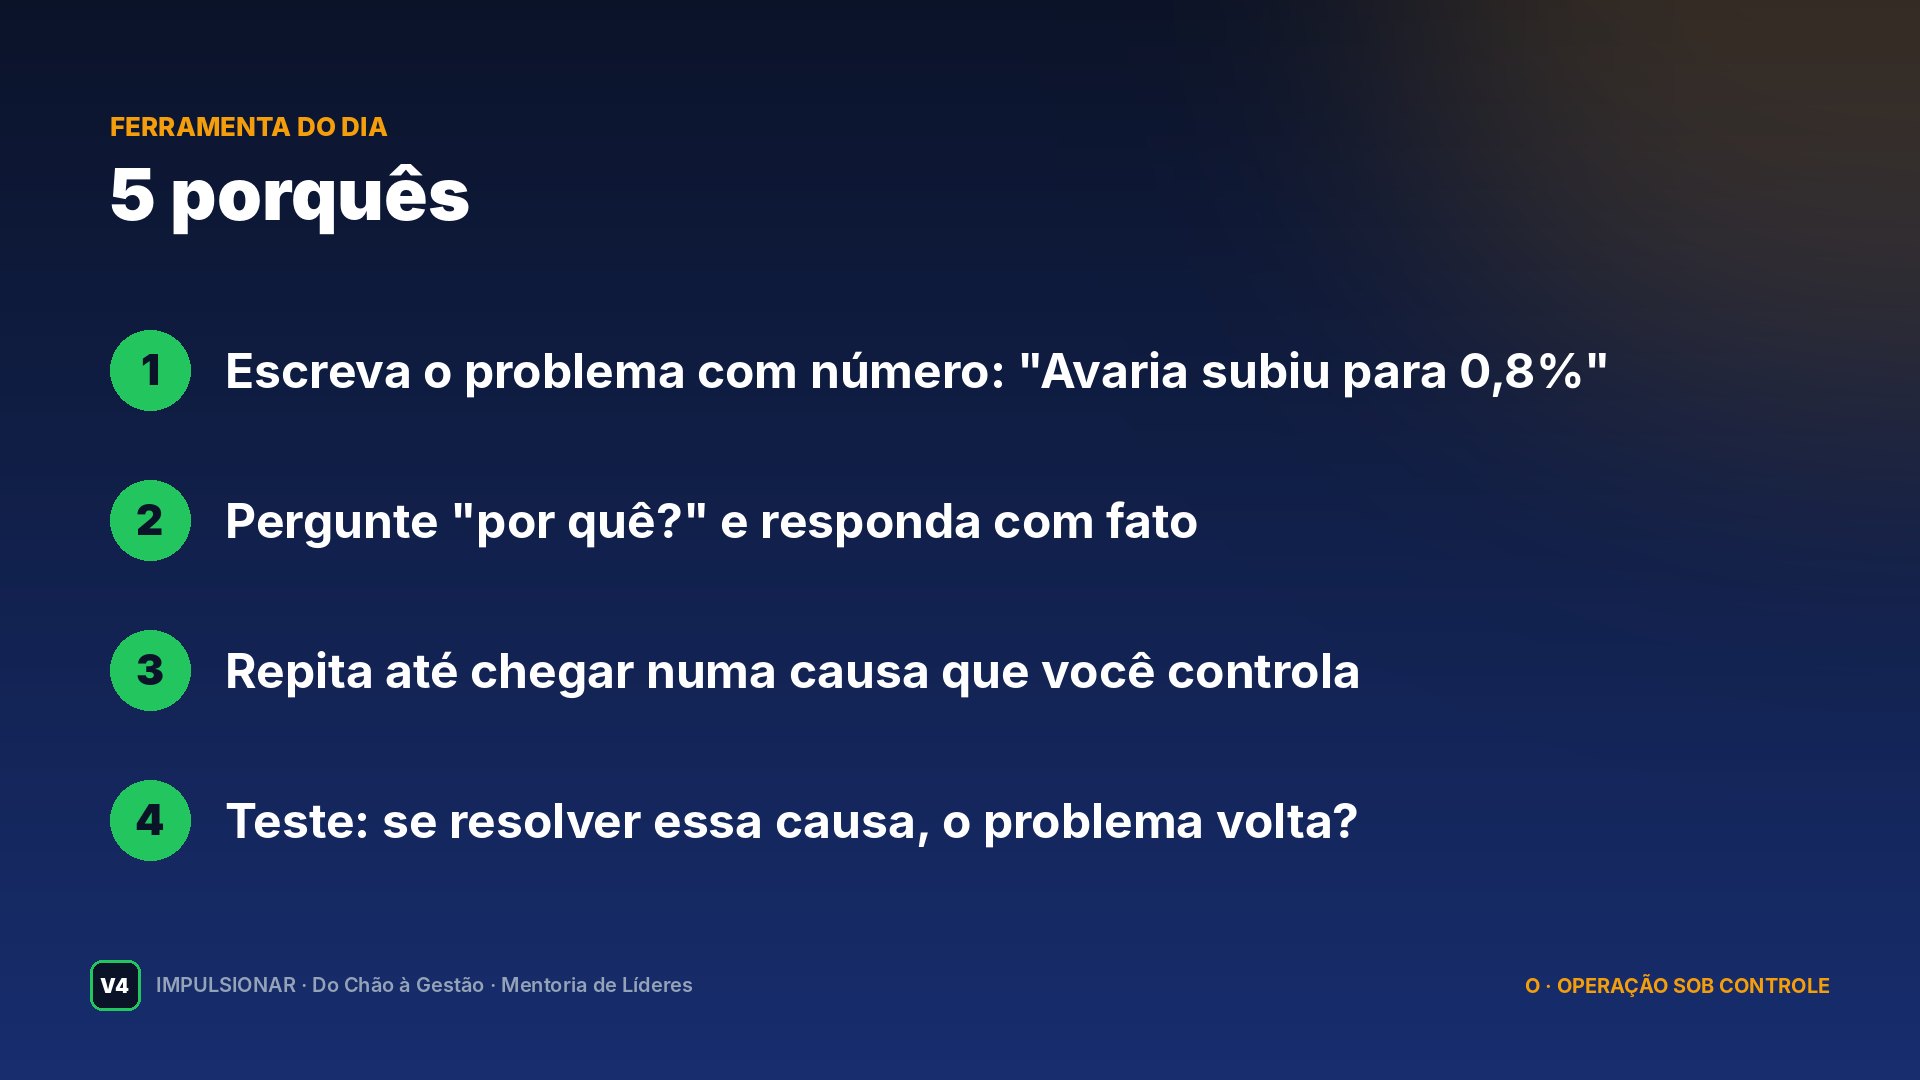 FERRAMENTA DO DIA
5 porquês
1 Escreva o problema com número: "Avaria subiu para 0,8%"
2 Pergunte "por quê?" e responda com fato
3 Repita até chegar numa causa que você controla
4 Teste: se resolver essa causa, o problema volta?
V4 IMPULSIONAR · Do Chão à Gestão · Mentoria de Líderes
O · OPERAÇÃO SOB CONTROLE